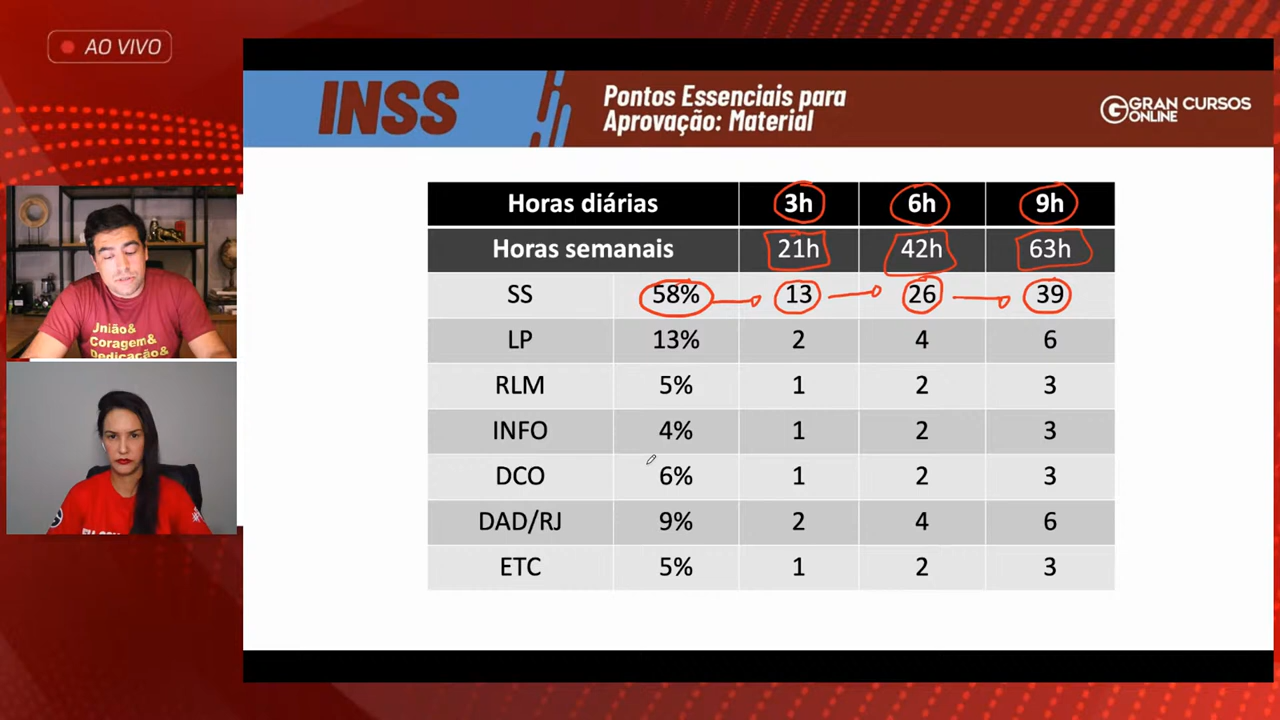 AO VIVO
INSS
Pontos Essenciais para
Aprovação: Material
GRAN CURSOS
ONLINE
Horas diárias 3h 6h 9h
Horas semanais 21h 42h 63h
SS 58% 13 26 39
LP 13% 2 4 6
RLM 5% 1 2 3
INFO 4% 1 2 3
DCO 6% 1 2 3
DAD/RJ 9% 2 4 6
ETC 5% 1 2 3
União&
Coragem&
Dedicação&